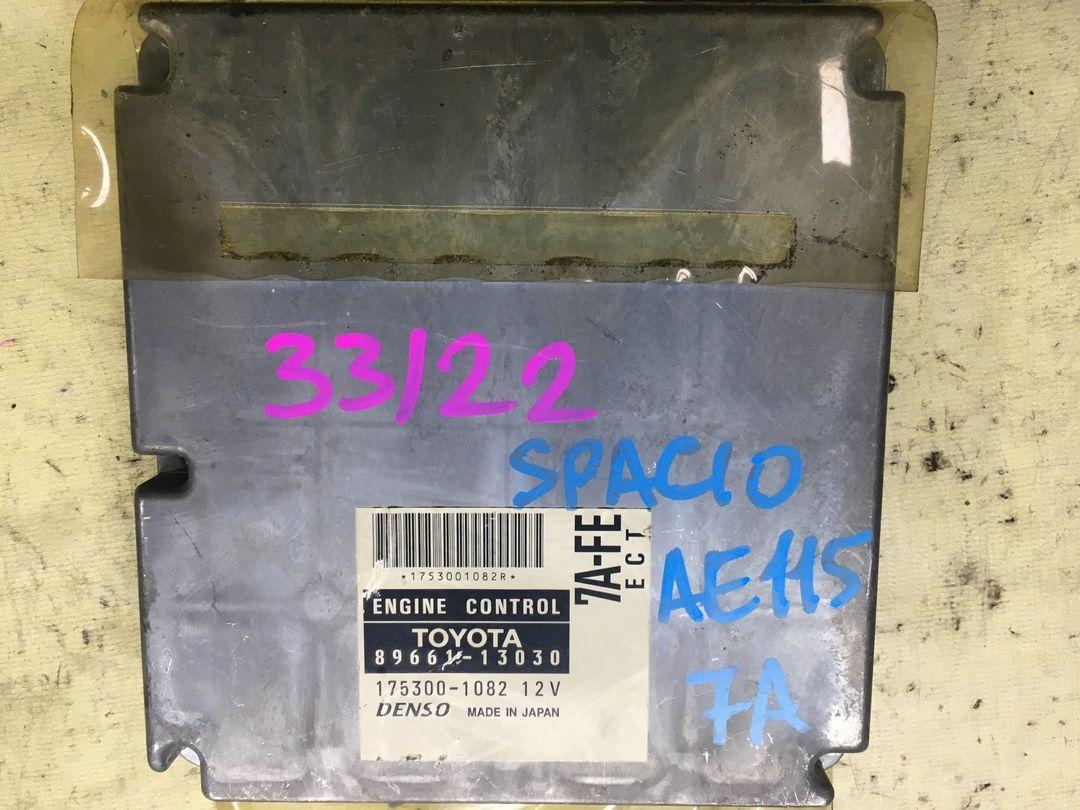 33/22
SPACIO
AE115
7A
*1753001082R*
7A-FE
ECT
ENGINE CONTROL
TOYOTA
89661-13030
175300-1082 12V
DENSO MADE IN JAPAN